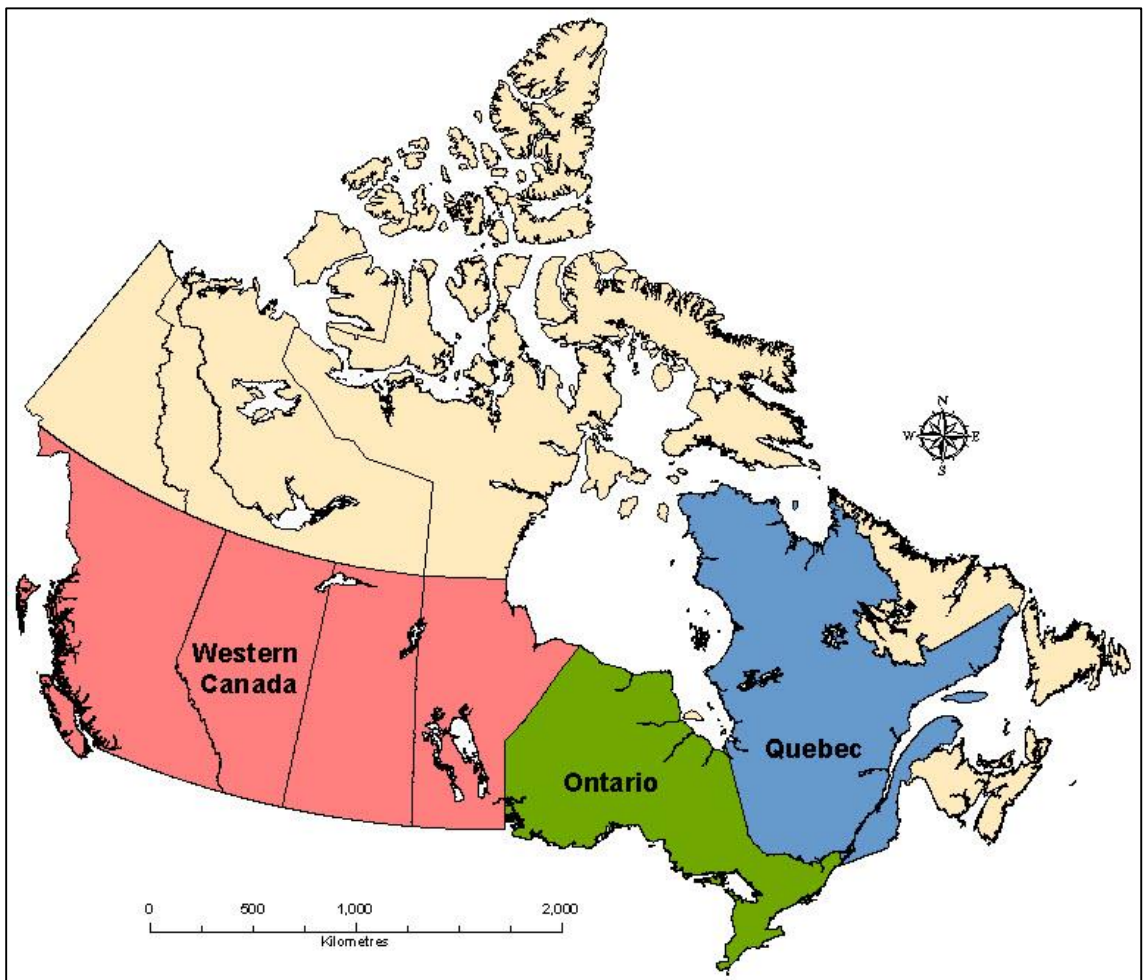 N
W E
S
Western
Canada
Quebec
Ontario
0 500 1,000 2,000
Kilometres